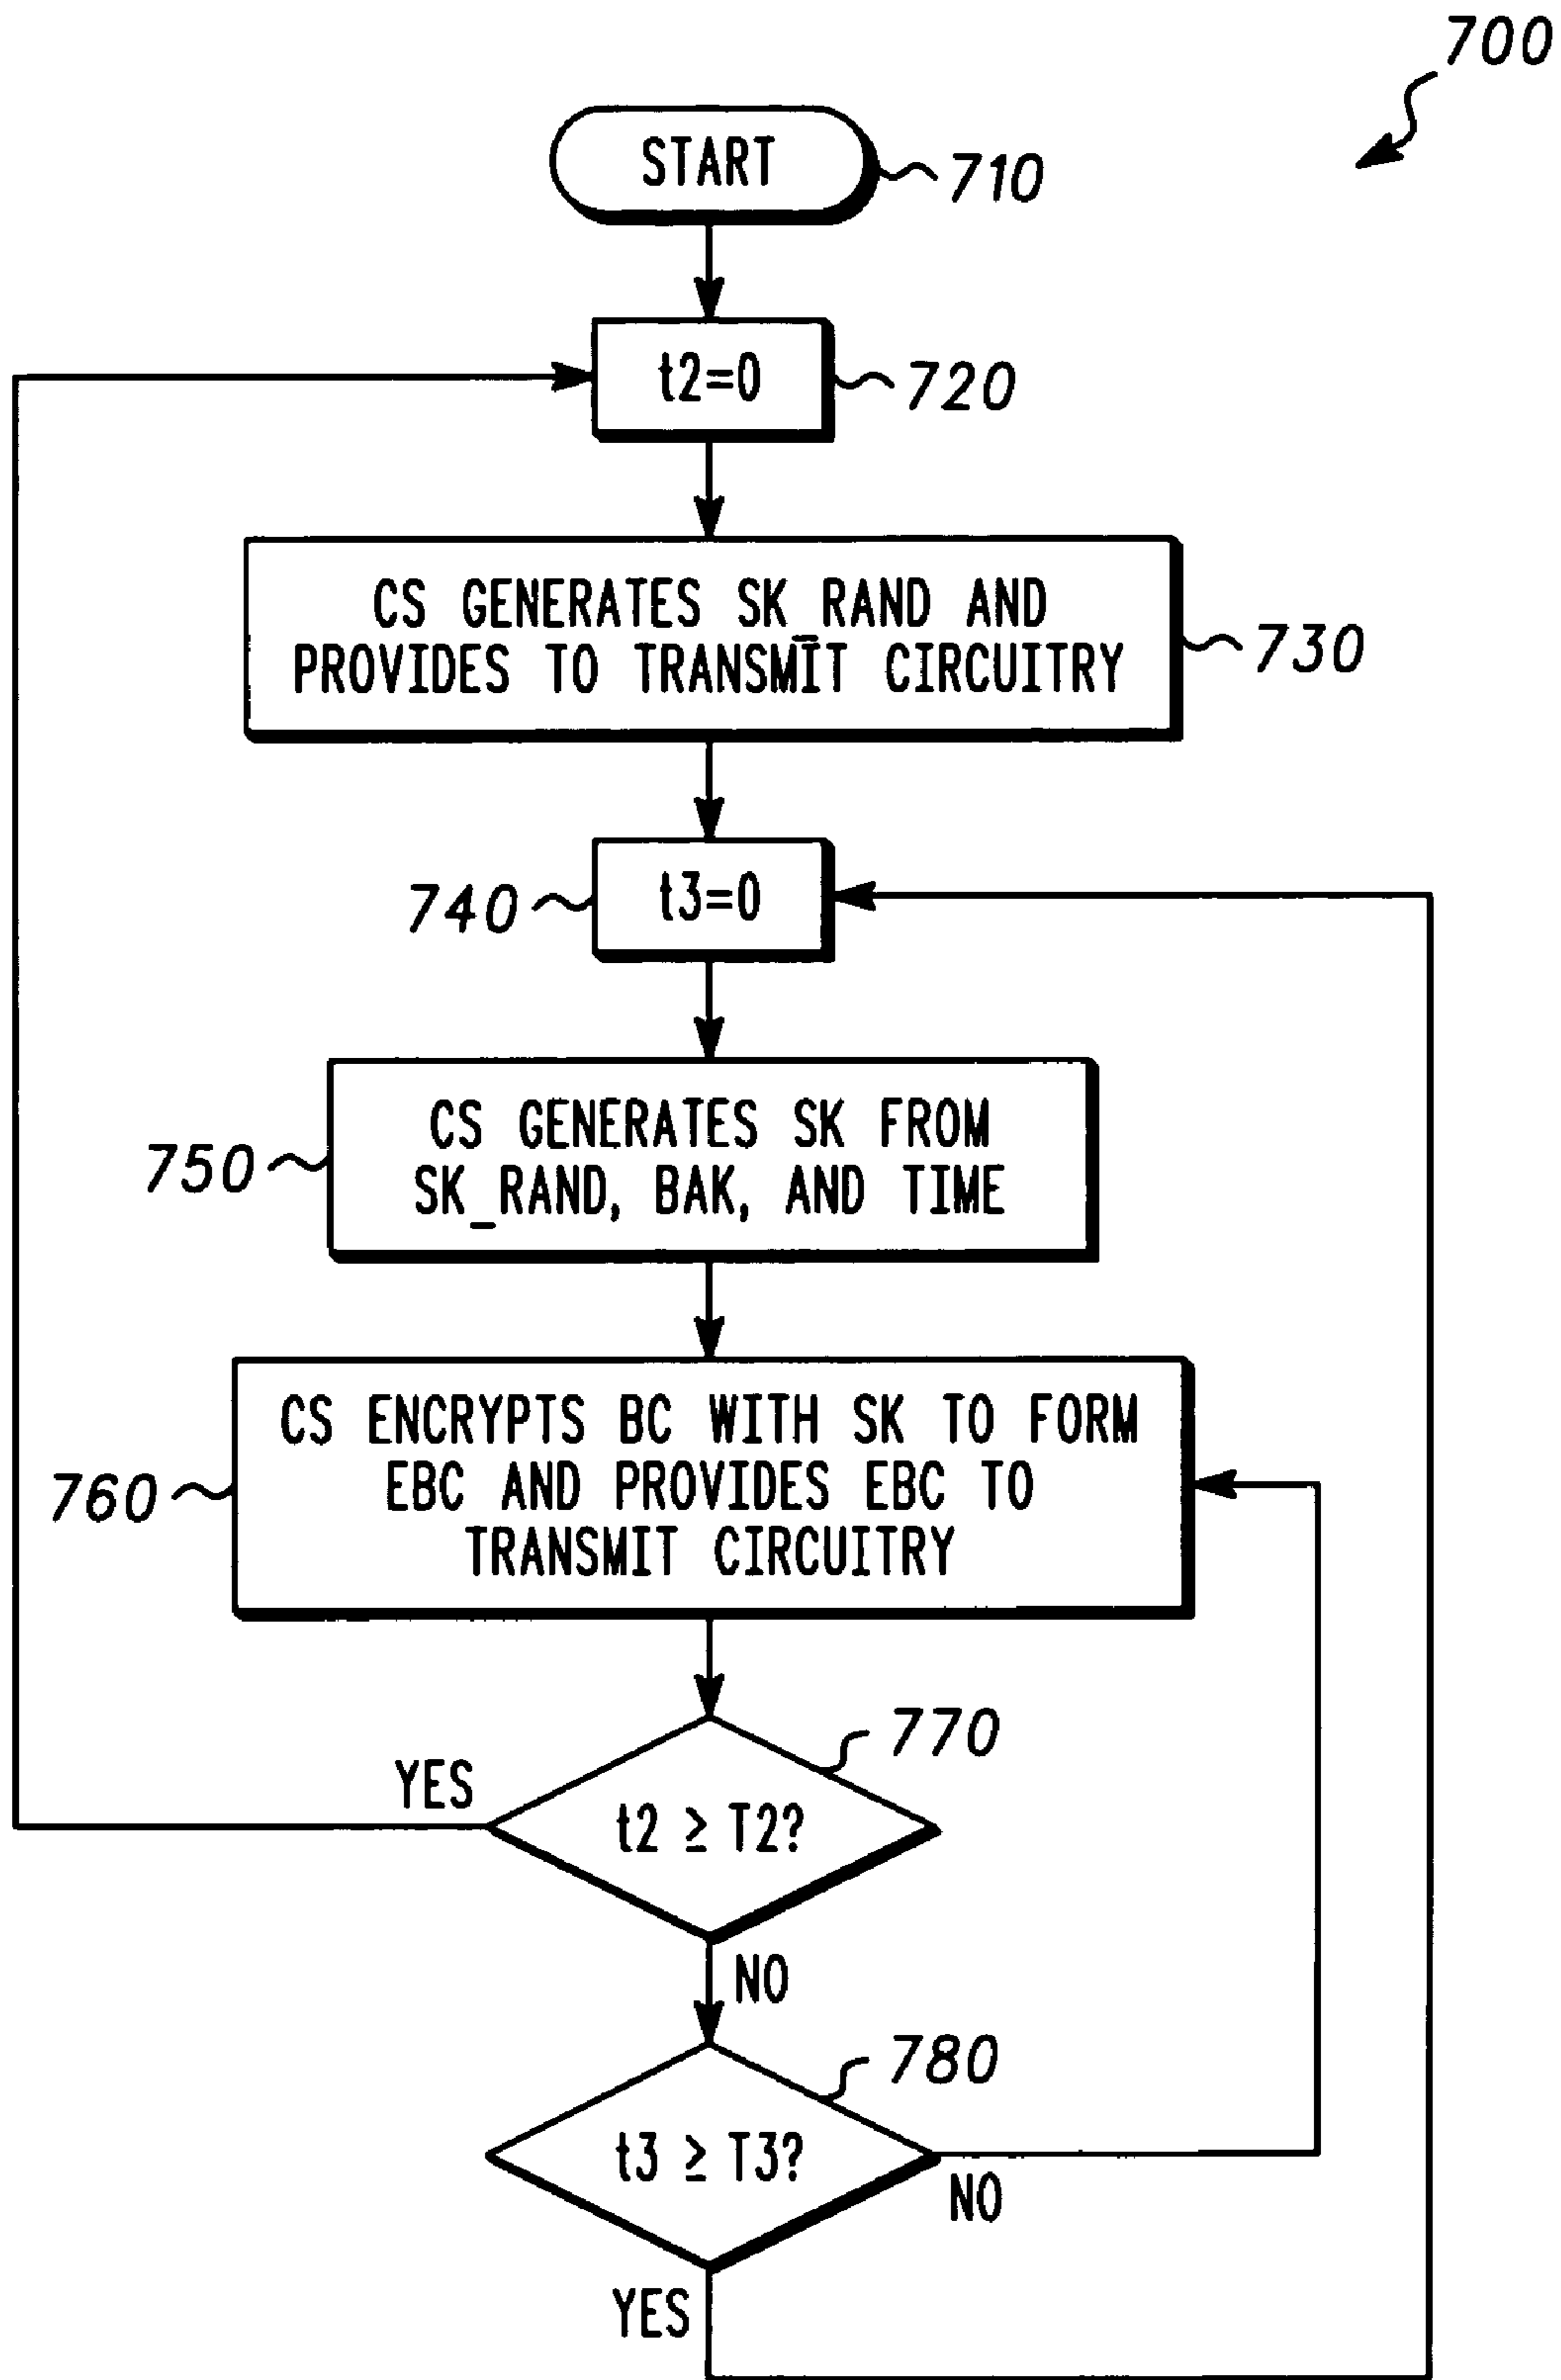 700
START
710
t2=0
720
CS GENERATES SK_RAND AND
PROVIDES TO TRANSMIT CIRCUITRY
730
t3=0
740
CS GENERATES SK FROM
SK_RAND, BAK, AND TIME
750
CS ENCRYPTS BC WITH SK TO FORM
EBC AND PROVIDES EBC TO
TRANSMIT CIRCUITRY
760
770
YES
t2 ≥ T2?
NO
780
t3 ≥ T3?
NO
YES